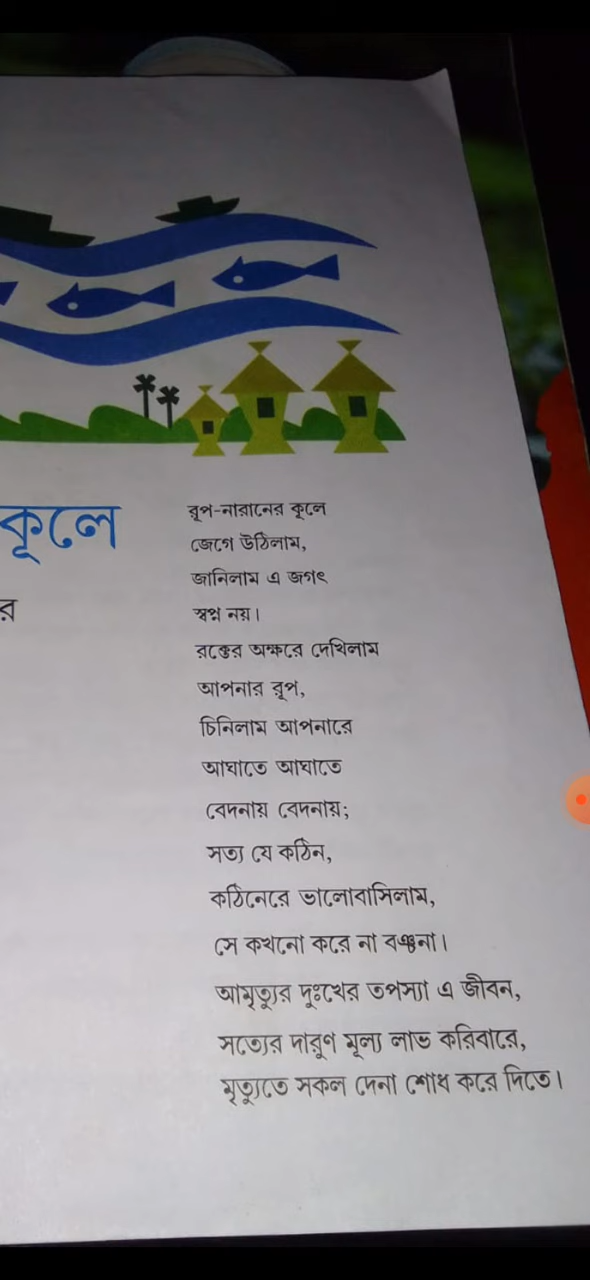 কূলে
র
রূপ-নারানের কূলে
জেগে উঠিলাম,
জানিলাম এ জগৎ
স্বপ্ন নয়।
রক্তের অক্ষরে দেখিলাম
আপনার রূপ,
চিনিলাম আপনারে
আঘাতে আঘাতে
বেদনায় বেদনায়;
সত্য যে কঠিন,
কঠিনেরে ভালোবাসিলাম,
সে কখনো করে না বঞ্চনা।
আমৃত্যুর দুঃখের তপস্যা এ জীবন,
সত্যের দারুণ মূল্য লাভ করিবারে,
মৃত্যুতে সকল দেনা শোধ করে দিতে।